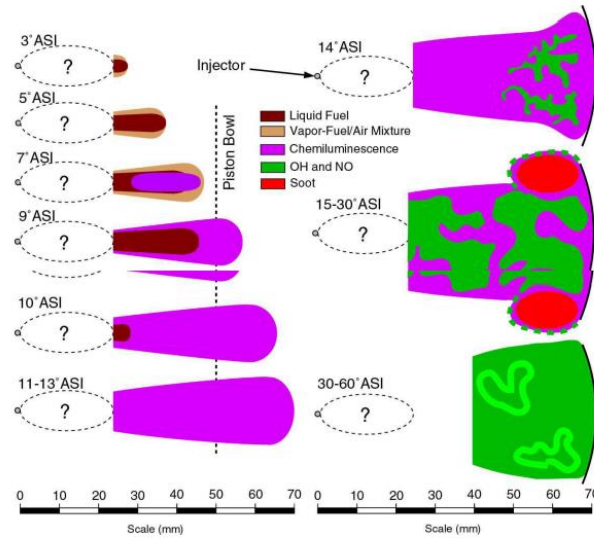 3°ASI
?
5°ASI
?
7°ASI
?
9°ASI
?
10°ASI
?
11-13°ASI
?
Piston Bowl
0 10 20 30 40 50 60 70
Scale (mm)
14°ASI
?
Injector
Liquid Fuel
Vapor-Fuel/Air Mixture
Chemiluminescence
OH and NO
Soot
15-30°ASI
?
30-60°ASI
?
0 10 20 30 40 50 60 70
Scale (mm)